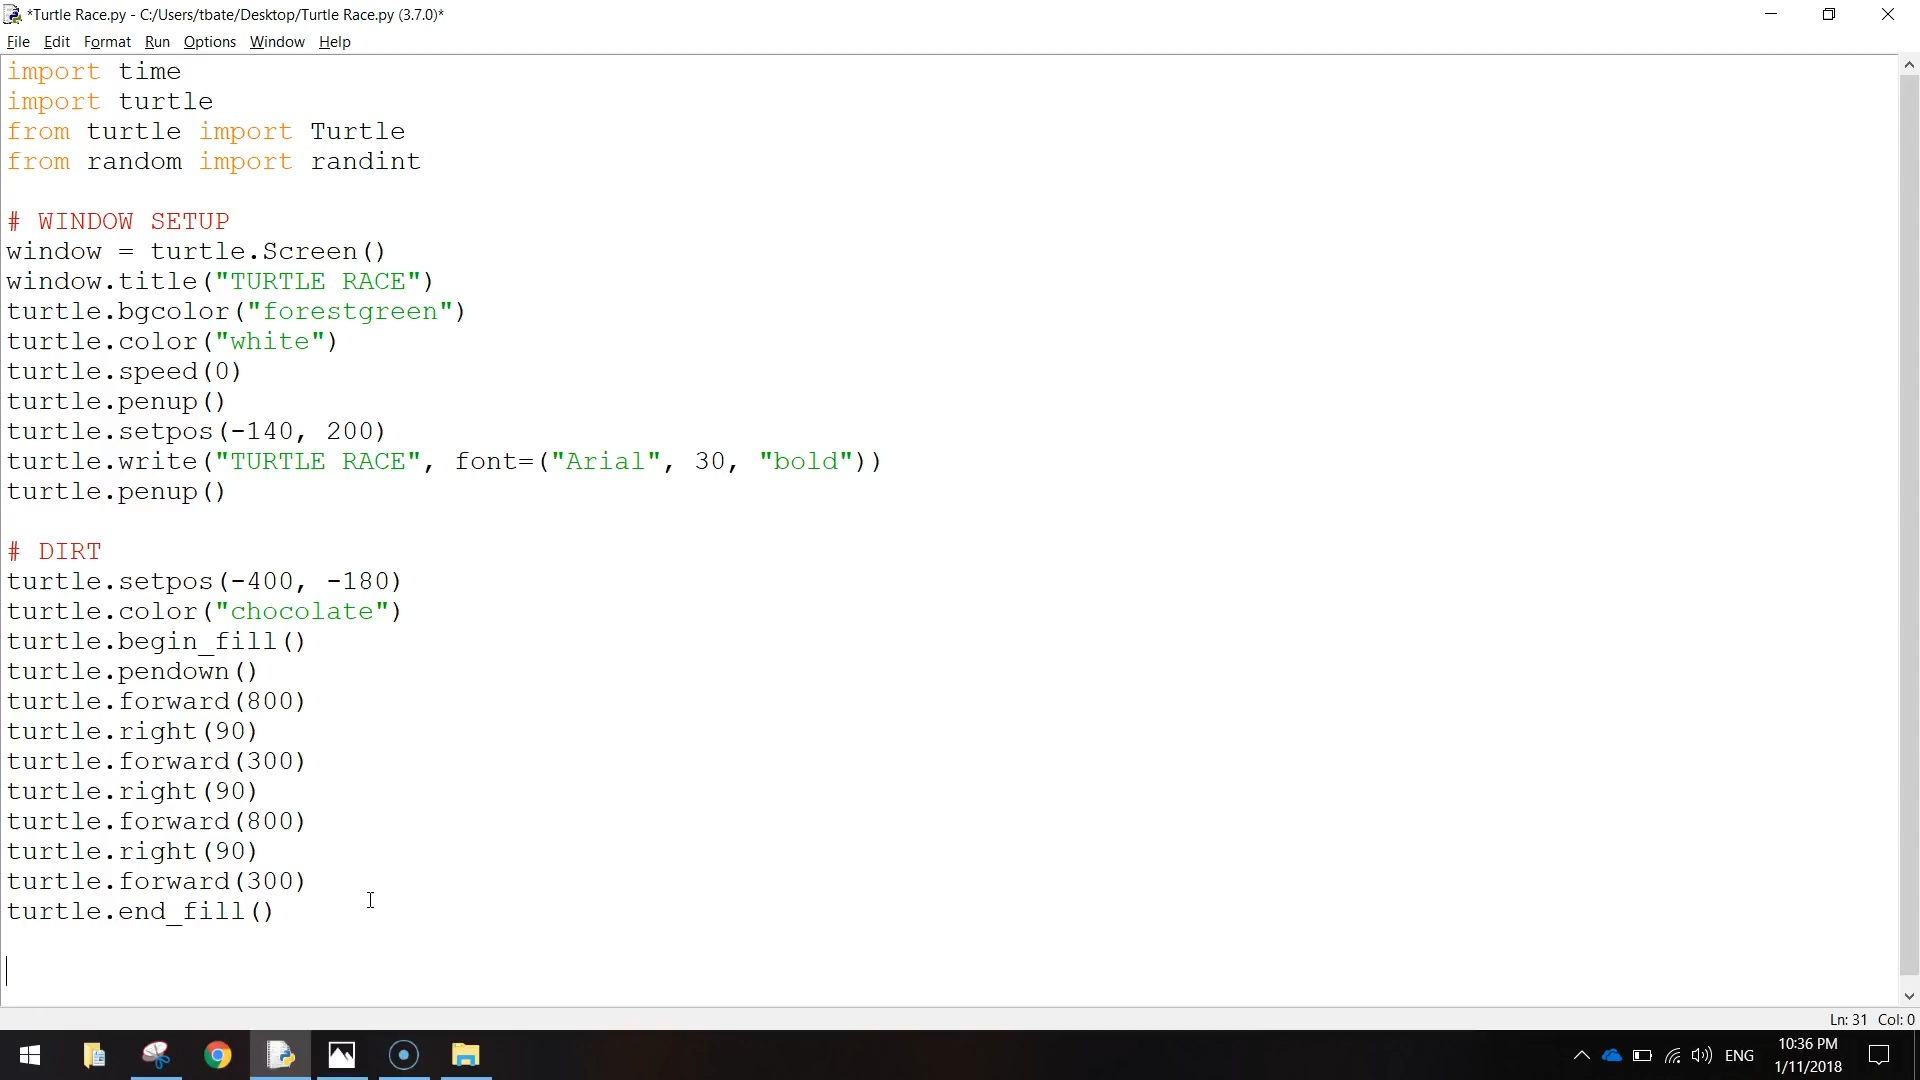 *Turtle Race.py - C:/Users/tbate/Desktop/Turtle Race.py (3.7.0)*
File Edit Format Run Options Window Help
import time
import turtle
from turtle import Turtle
from random import randint
# WINDOW SETUP
window = turtle.Screen()
window.title("TURTLE RACE")
turtle.bgcolor("forestgreen")
turtle.color("white")
turtle.speed(0)
turtle.penup()
turtle.setpos(-140, 200)
turtle.write("TURTLE RACE", font=("Arial", 30, "bold"))
turtle.penup()
# DIRT
turtle.setpos(-400, -180)
turtle.color("chocolate")
turtle.begin_fill()
turtle.pendown()
turtle.forward(800)
turtle.right(90)
turtle.forward(300)
turtle.right(90)
turtle.forward(800)
turtle.right(90)
turtle.forward(300)
turtle.end_fill()
Ln: 31 Col: 0
ENG
10:36 PM
1/11/2018